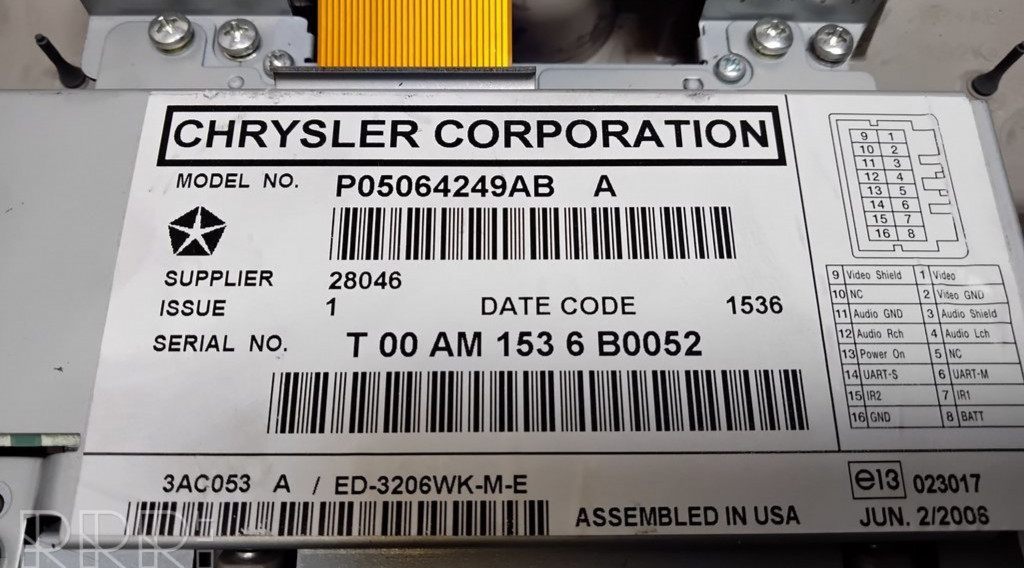 CHRYSLER CORPORATION
MODEL NO. P05064249AB A
SUPPLIER 28046
ISSUE 1 DATE CODE 1536
SERIAL NO. T 00 AM 153 6 B0052
3AC053 A / ED-3206WK-M-E
ASSEMBLED IN USA
9 1
10 2
11 3
12 4
13 5
14 6
15 7
16 8
9 Video Shield 1 Video
10 NC 2 Video GND
11 Audio GND 3 Audio Shield
12 Audio Rch 4 Audio Lch
13 Power On 5 NC
14 UART-S 6 UART-M
15 IR2 7 IR1
16 GND 8 BATT
e13 023017
JUN. 2/2006
RRR